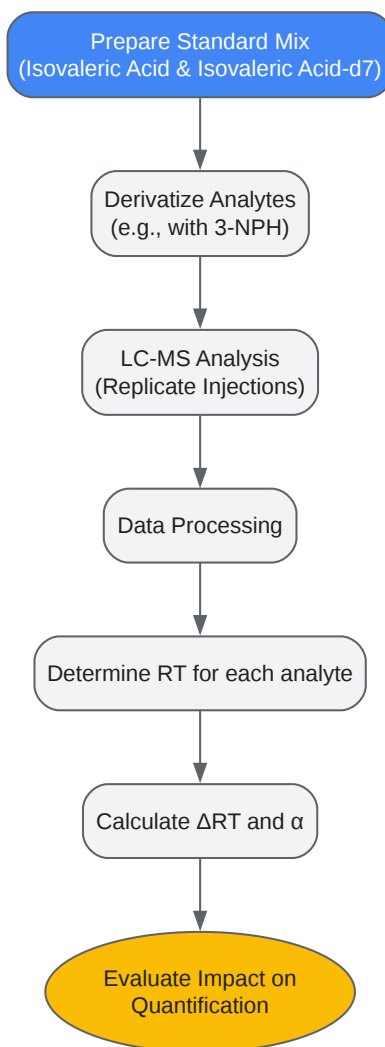 Prepare Standard Mix
(Isovaleric Acid & Isovaleric Acid-d7)
Derivatize Analytes
(e.g., with 3-NPH)
LC-MS Analysis
(Replicate Injections)
Data Processing
Determine RT for each analyte
Calculate ΔRT and α
Evaluate Impact on
Quantification